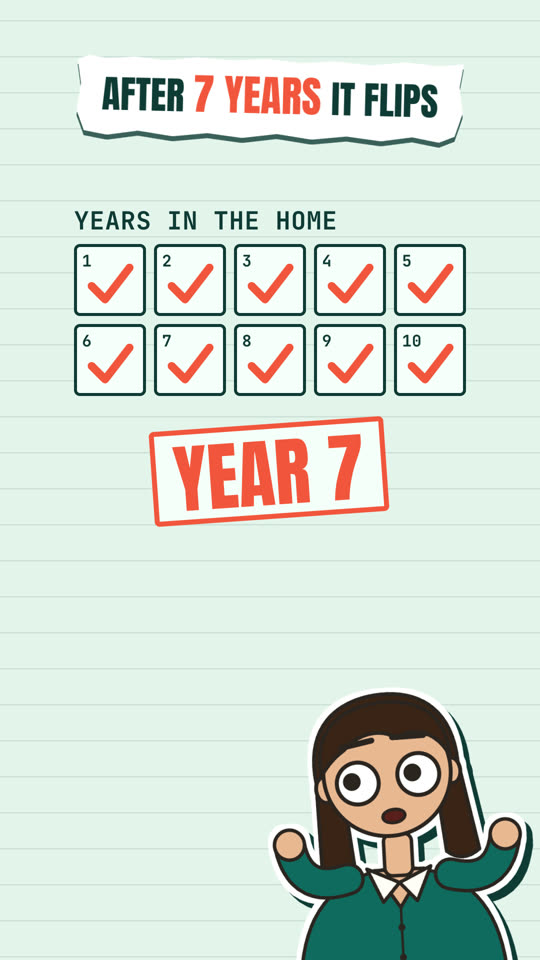 AFTER 7 YEARS IT FLIPS
YEARS IN THE HOME
1 2 3 4 5
6 7 8 9 10
YEAR 7